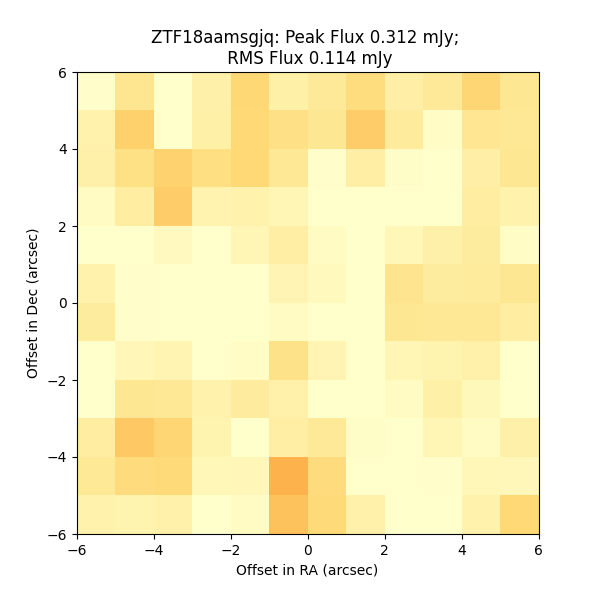 ZTF18aamsgjq: Peak Flux 0.312 mJy;
RMS Flux 0.114 mJy
6
4
2
0
−2
−4
−6
Offset in Dec (arcsec)
−6 −4 −2 0 2 4 6
Offset in RA (arcsec)